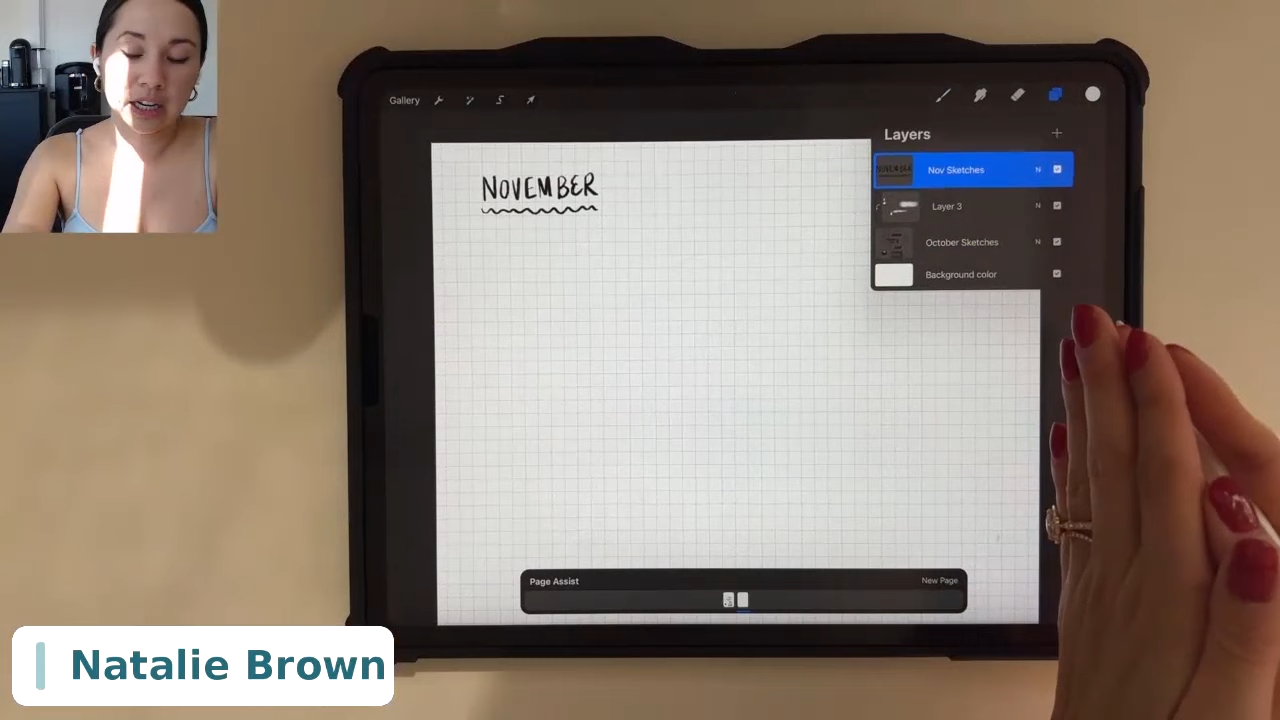 Gallery
Layers
Nov Sketches N
Layer 3 N
October Sketches N
Background color
NOVEMBER
Page Assist
New Page
Natalie Brown